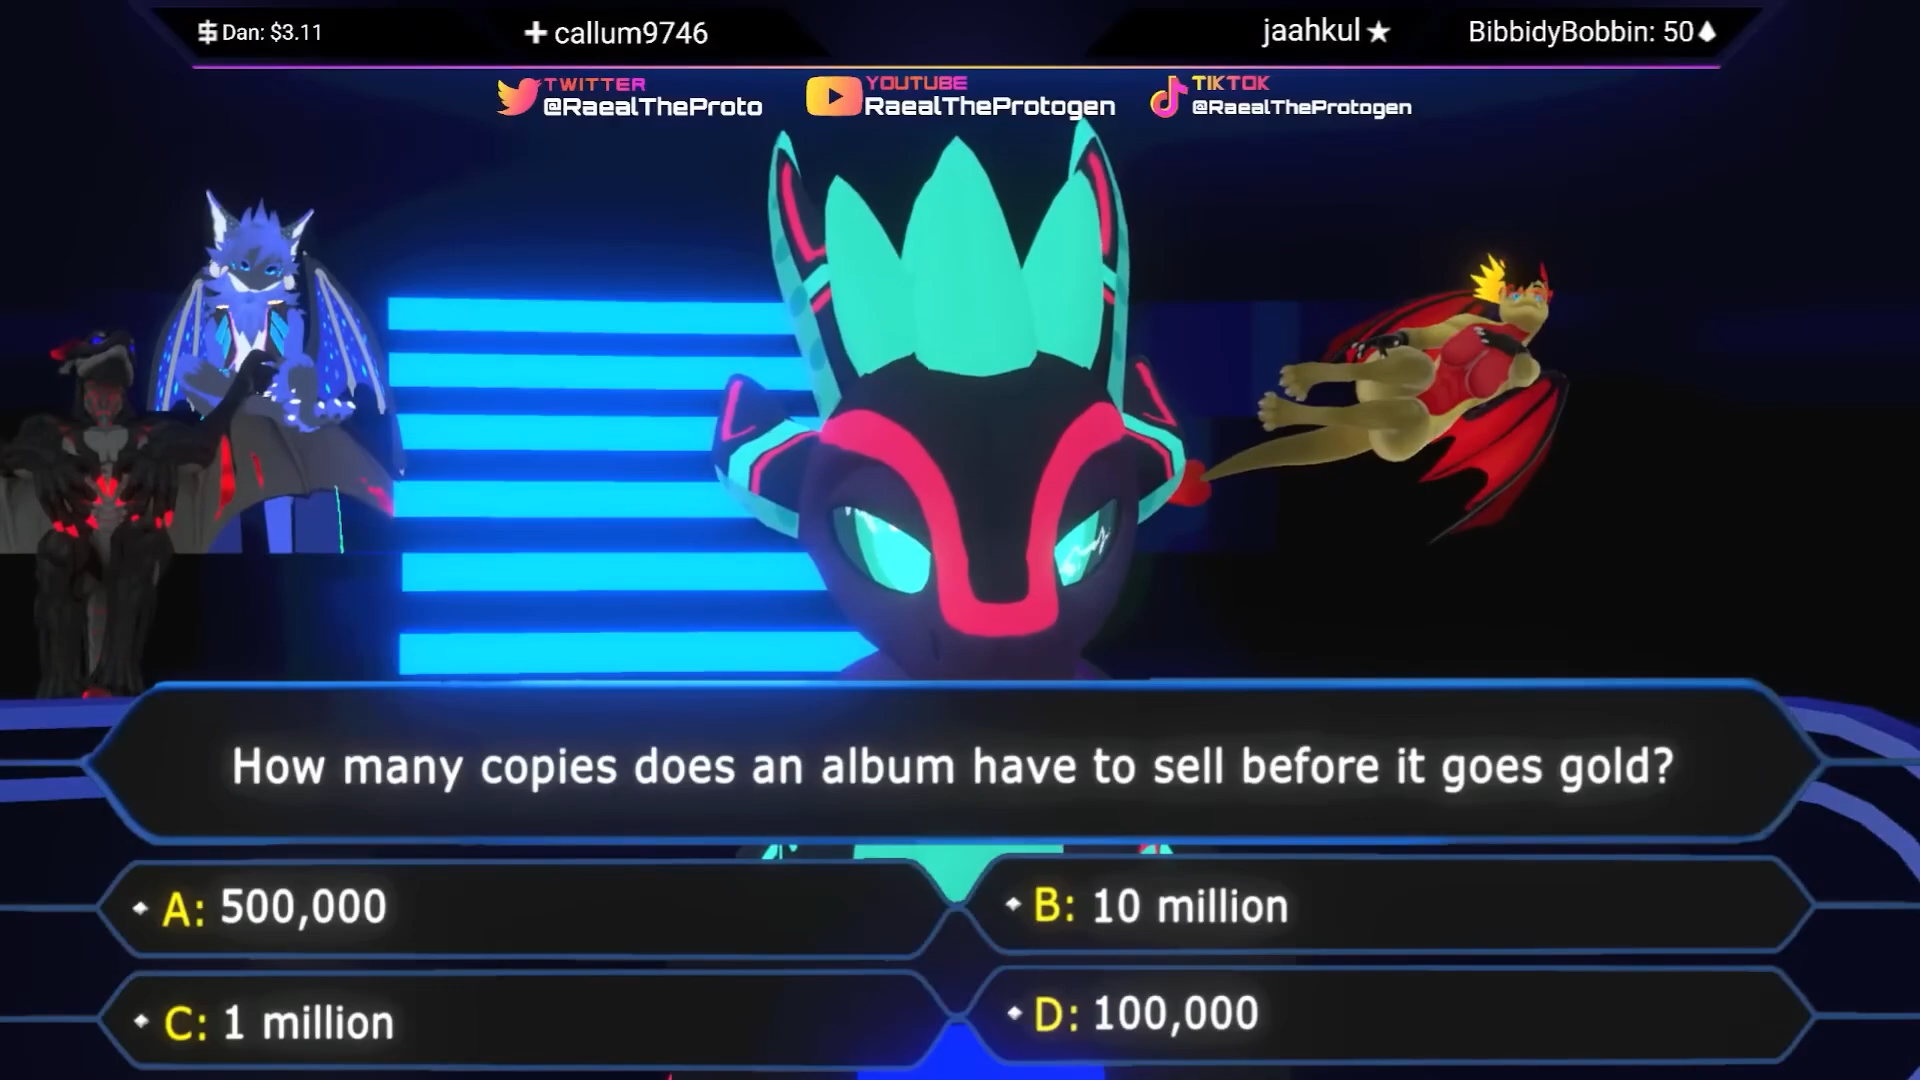 Dan: $3.11
callum9746
jaahkul
BibbidyBobbin: 50
TWITTER
@RaealTheProto
YOUTUBE
RaealTheProtogen
TIKTOK
@RaealTheProtogen
How many copies does an album have to sell before it goes gold?
A: 500,000
B: 10 million
C: 1 million
D: 100,000